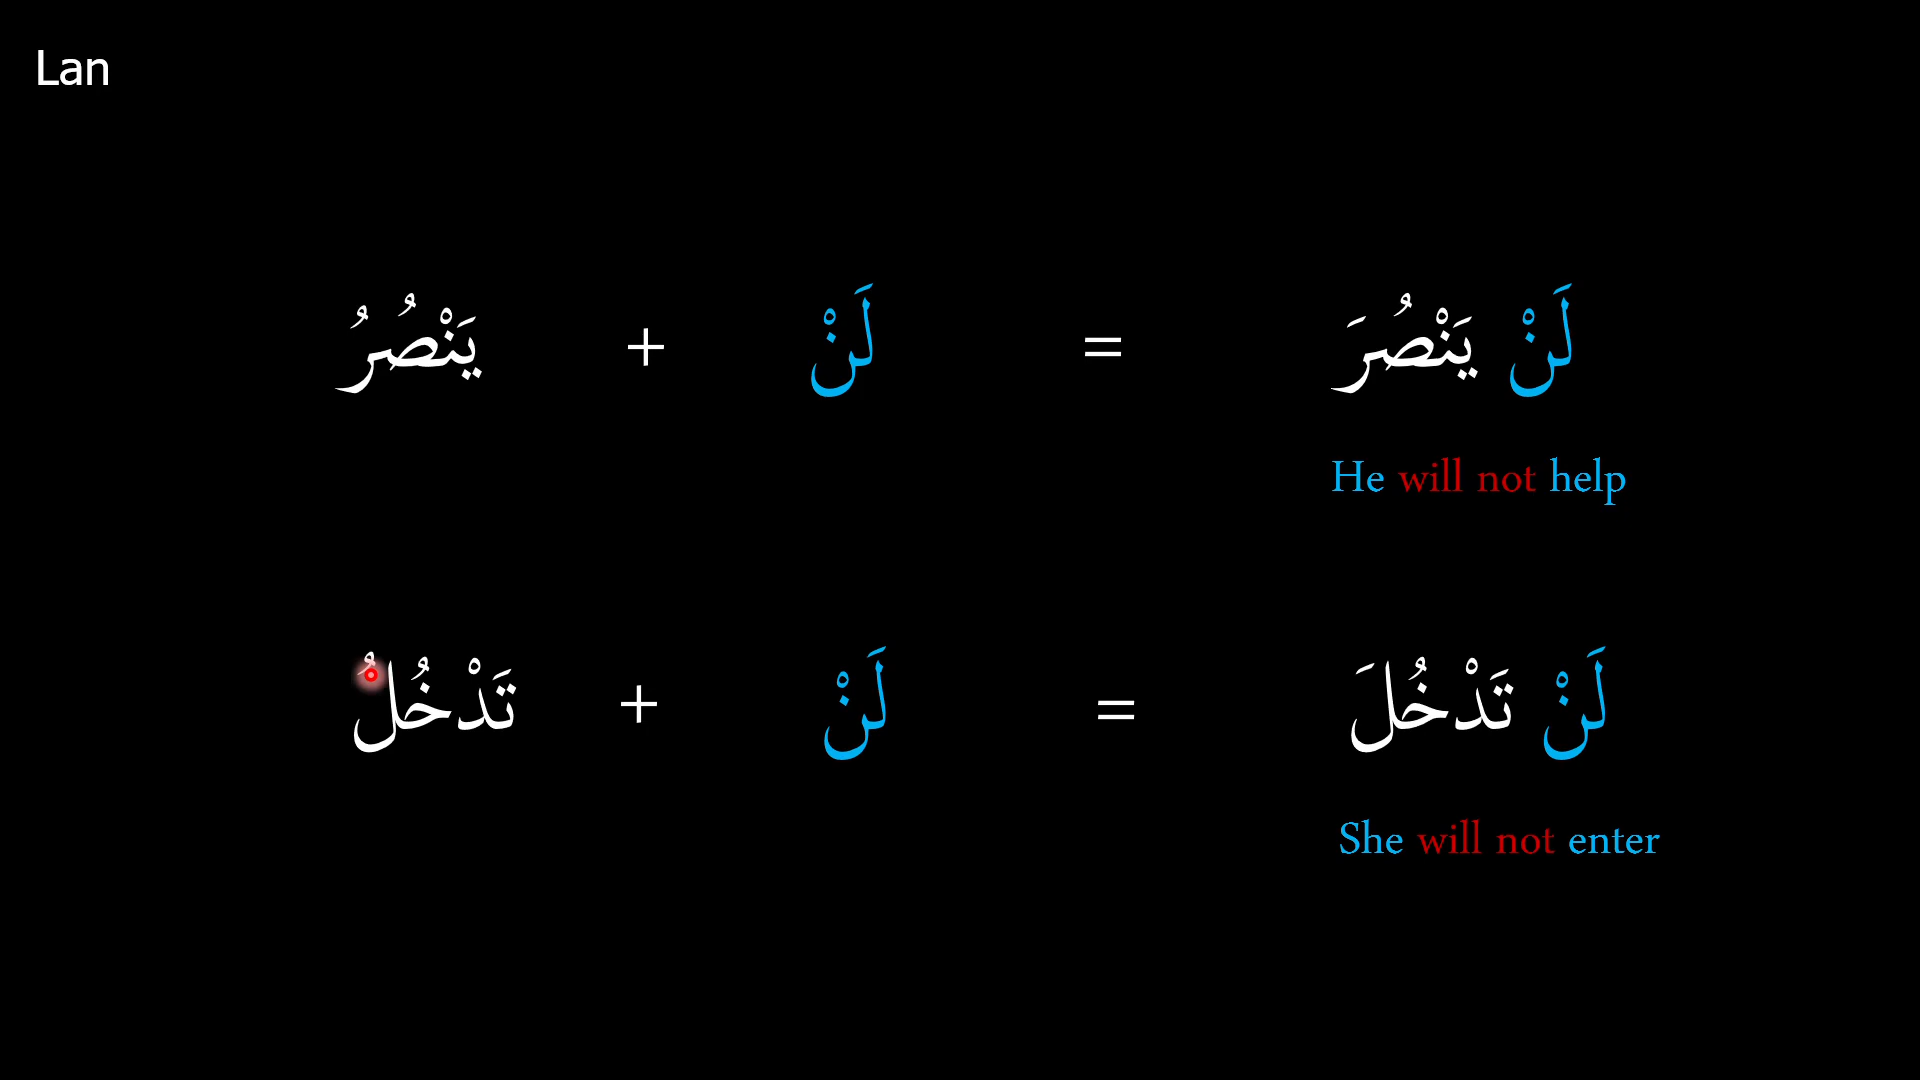 Lan
يَنْصُرُ + لَنْ = لَنْ يَنْصُرَ
He will not help
تَدْخُلُ + لَنْ = لَنْ تَدْخُلَ
She will not enter